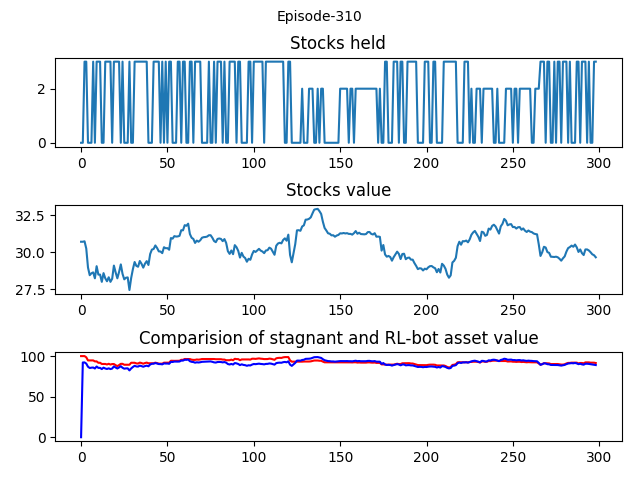 Episode-310
Stocks held
2
0
0 50 100 150 200 250 300
Stocks value
32.5
30.0
27.5
0 50 100 150 200 250 300
Comparision of stagnant and RL-bot asset value
100
50
0
0 50 100 150 200 250 300